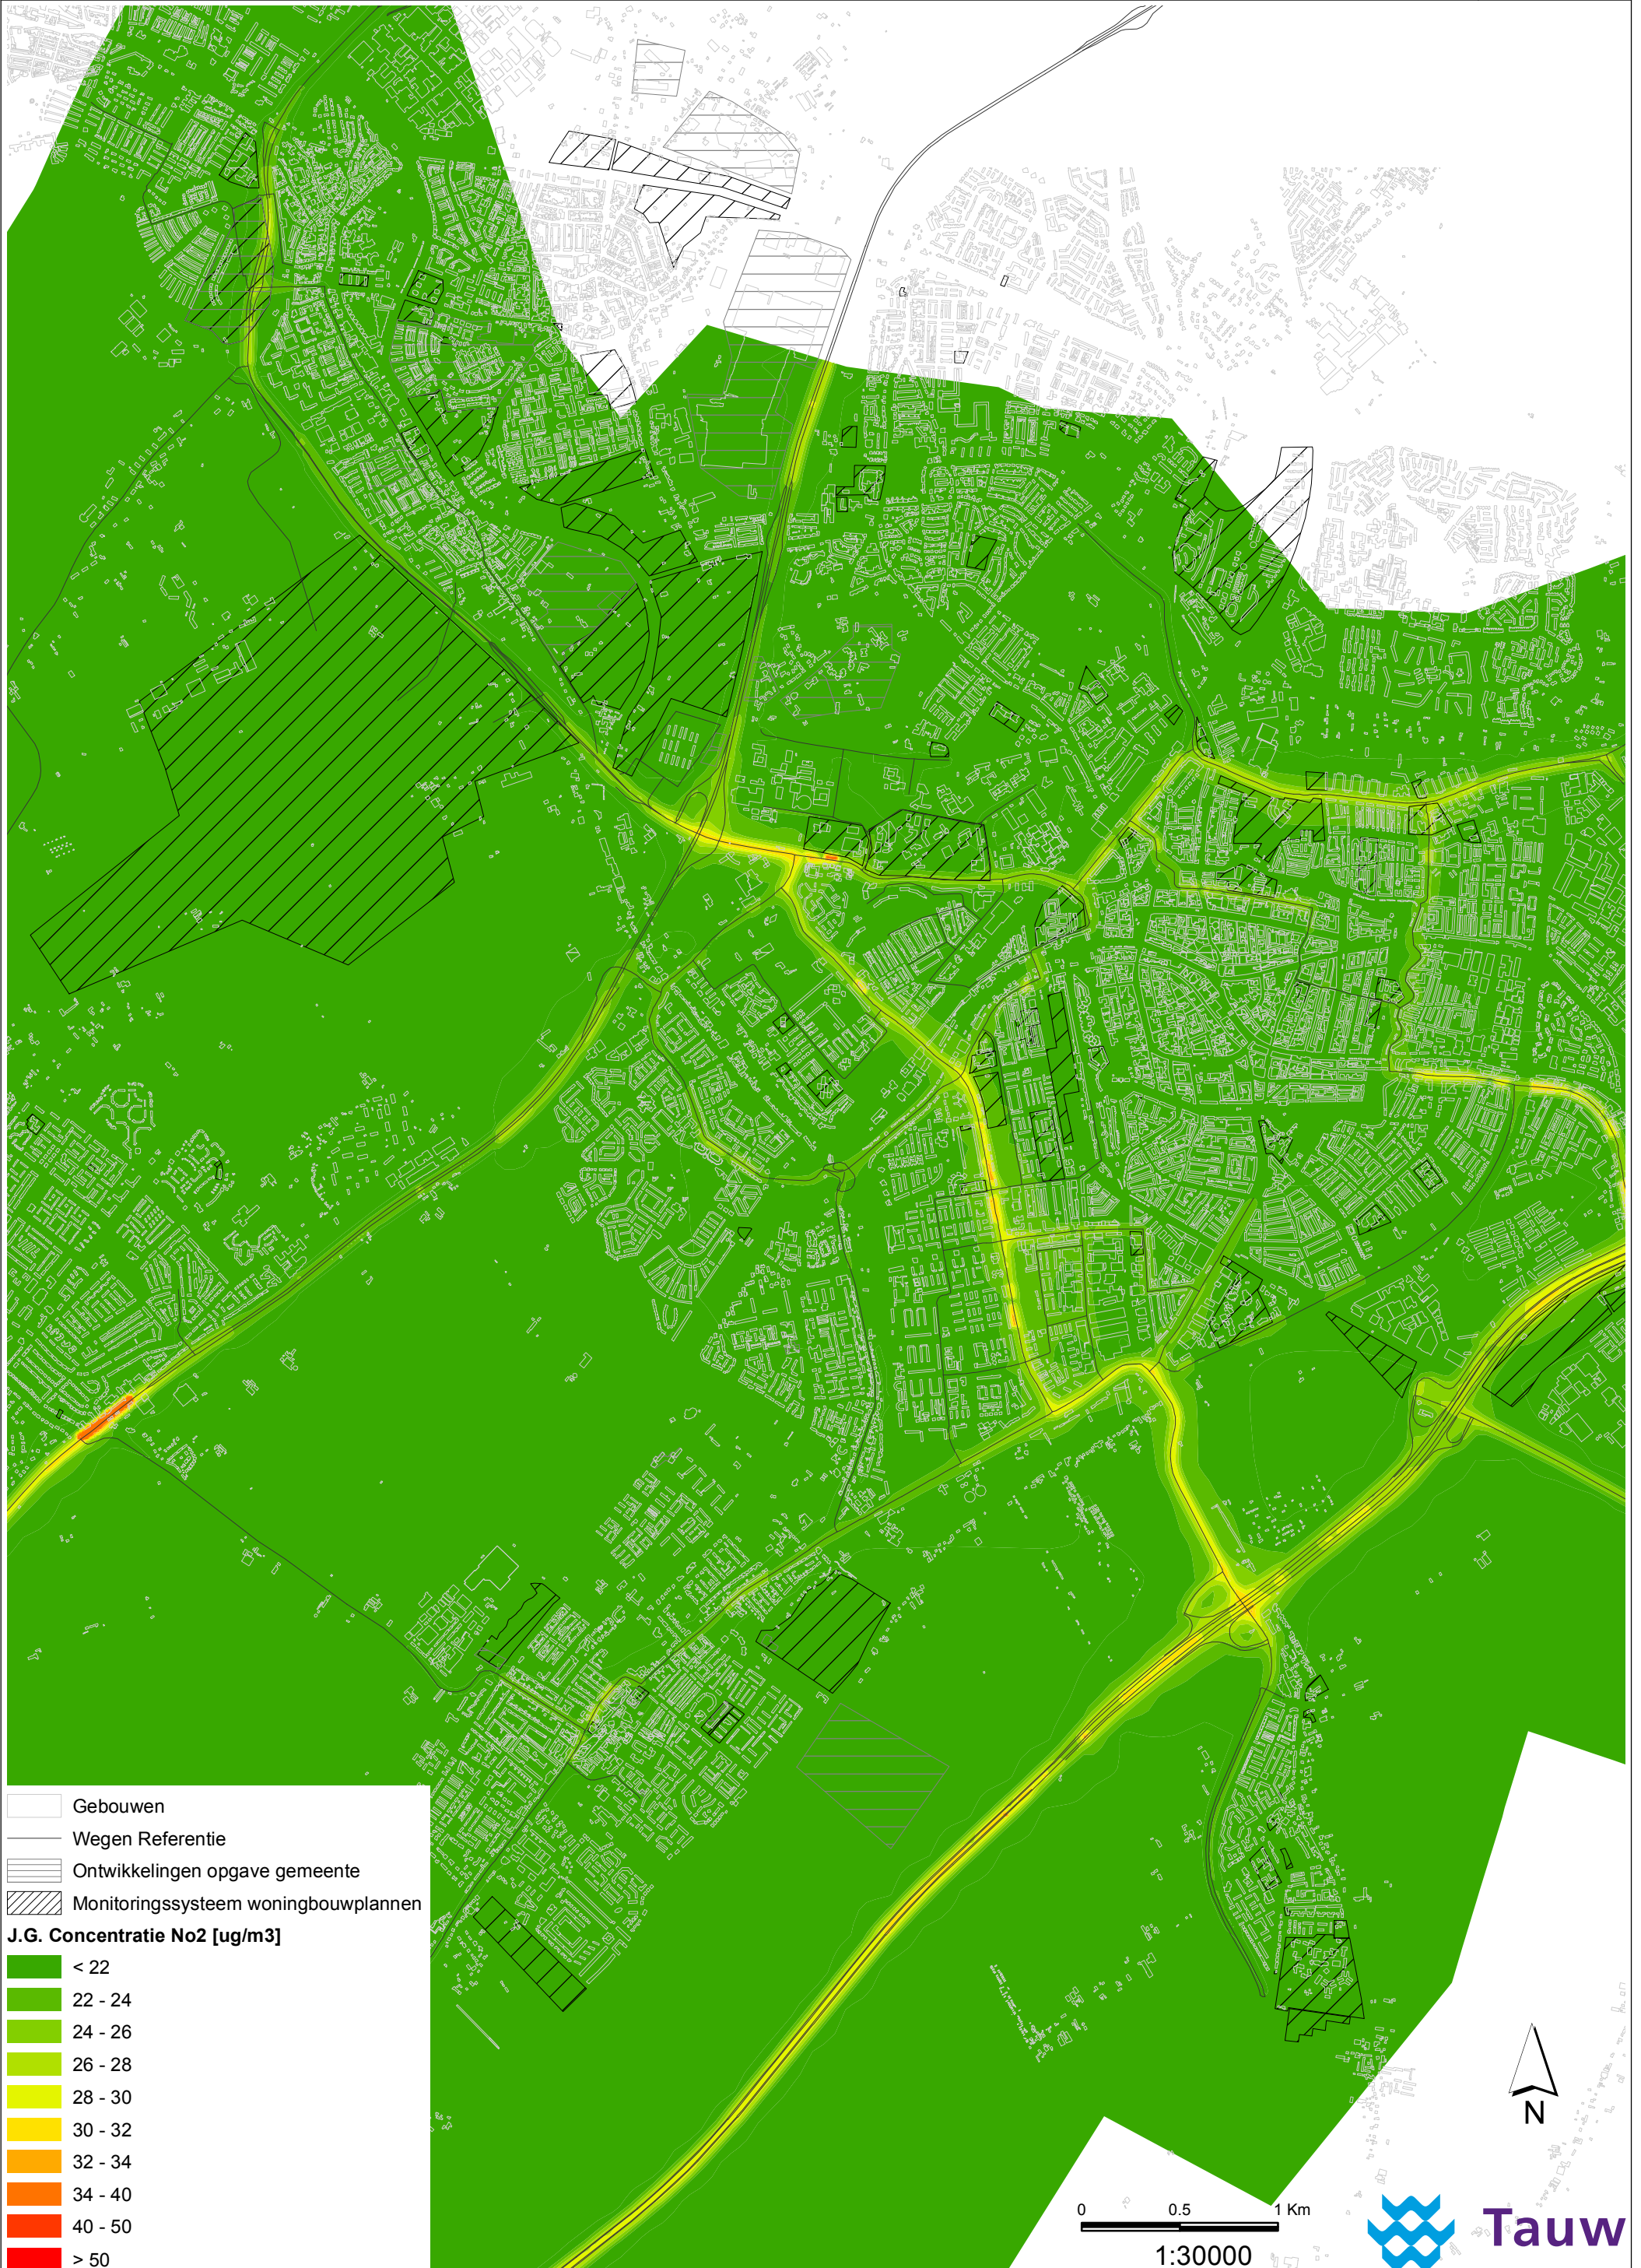 Gebouwen
Wegen Referentie
Ontwikkelingen opgave gemeente
Monitoringssysteem woningbouwplannen
J.G. Concentratie No2 [ug/m3]
< 22
22 - 24
24 - 26
26 - 28
28 - 30
30 - 32
32 - 34
34 - 40
40 - 50
> 50
N
0 0.5 1 Km
1:30000
Tauw